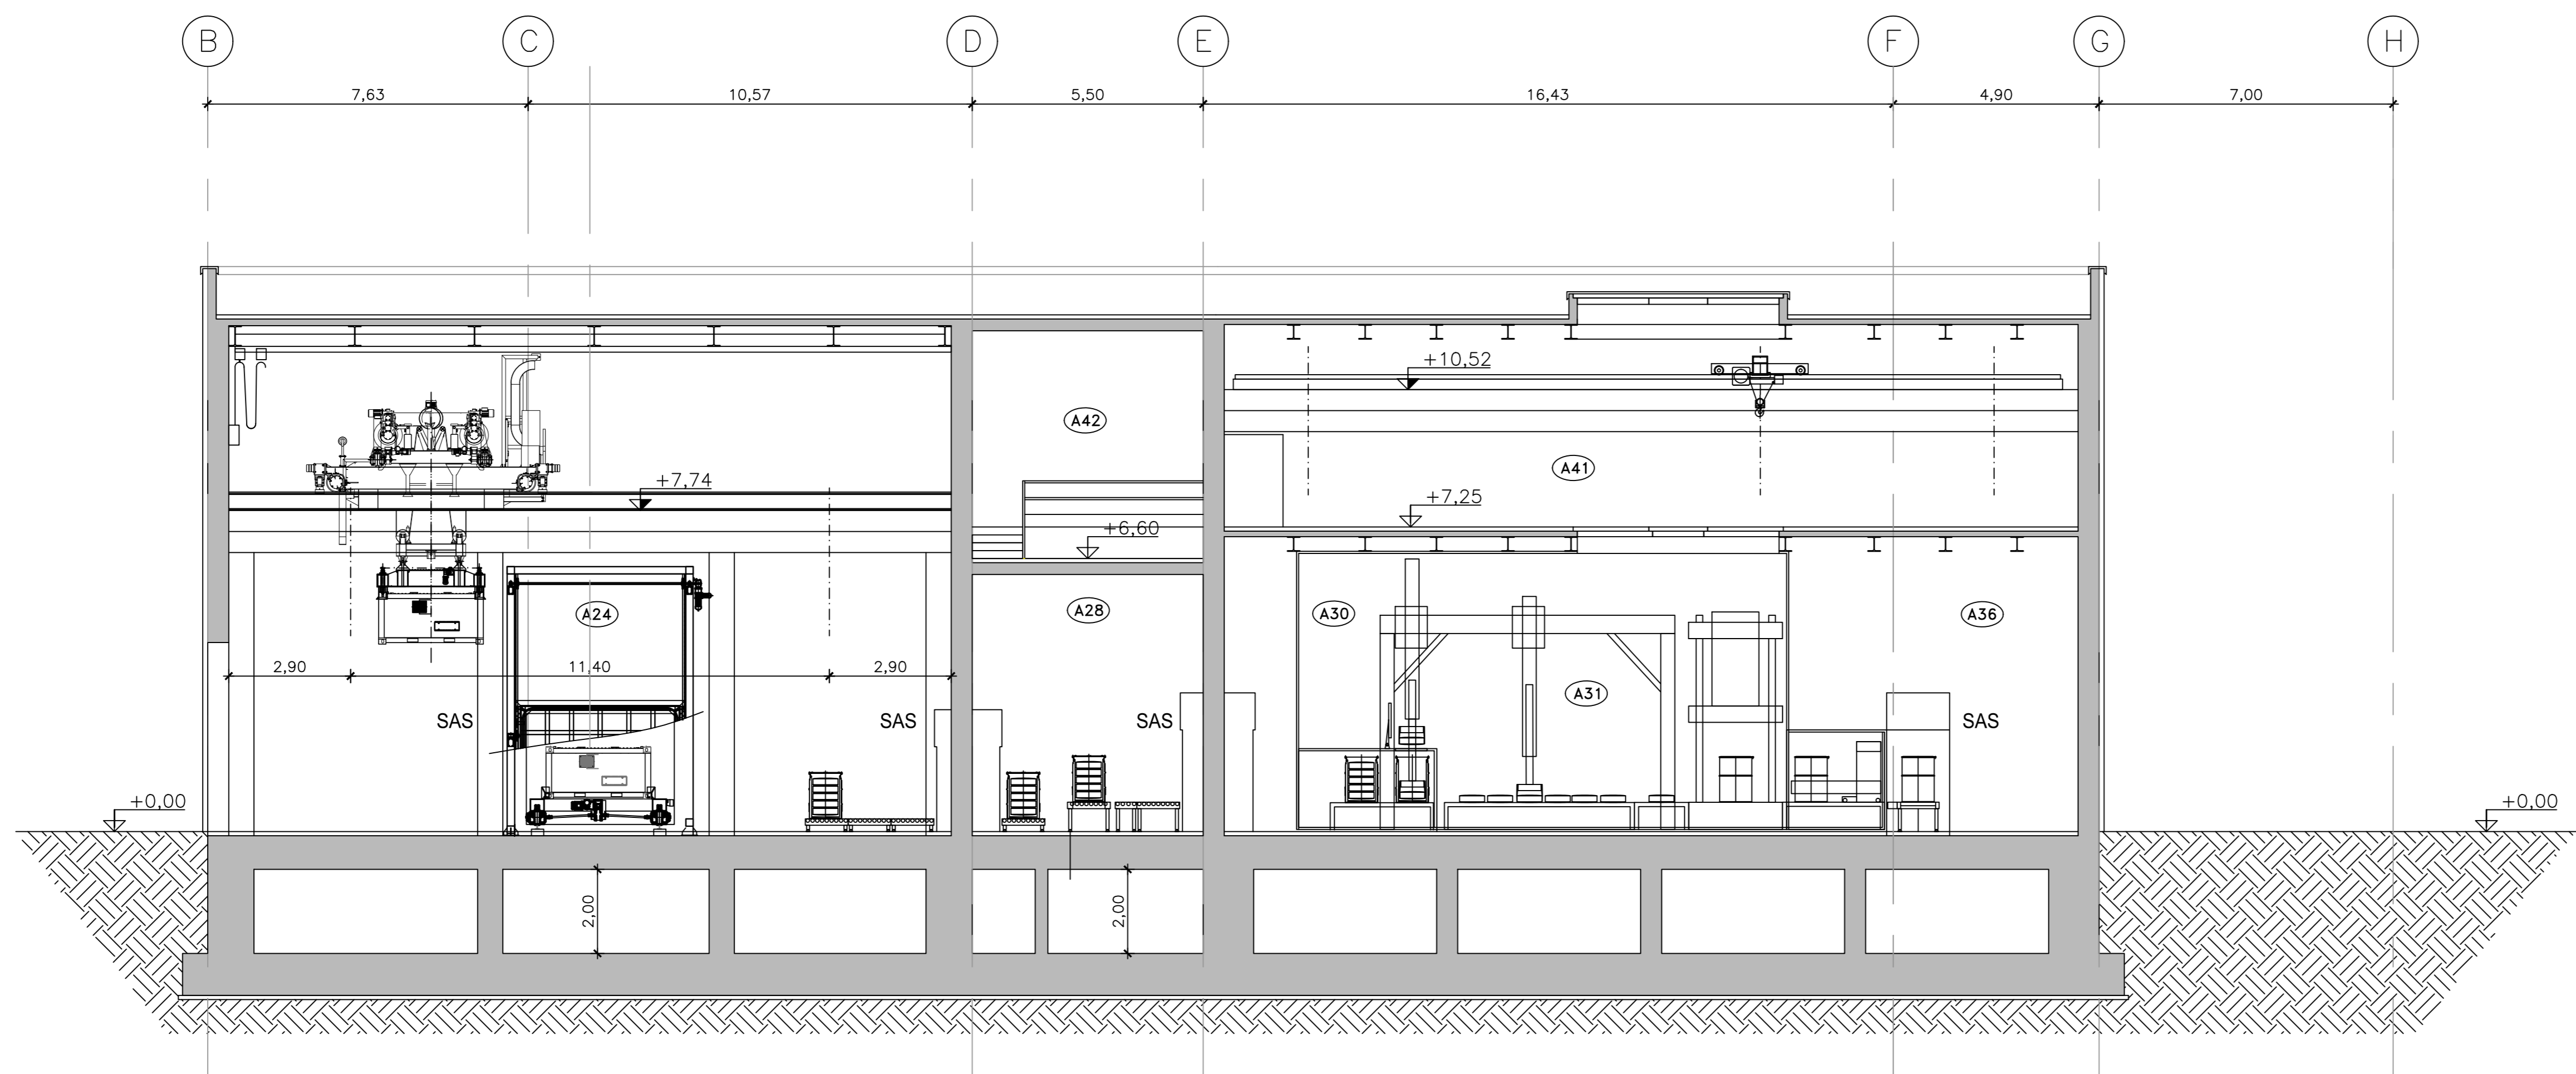 B C D E F G H
7,63 10,57 5,50 16,43 4,90 7,00
+10,52
A42
A41
+7,74
+7,25
+6,60
A24 A28 A30 A36
2,90 11,40 2,90
A31
SAS SAS SAS SAS
+0,00 +0,00
2,00 2,00